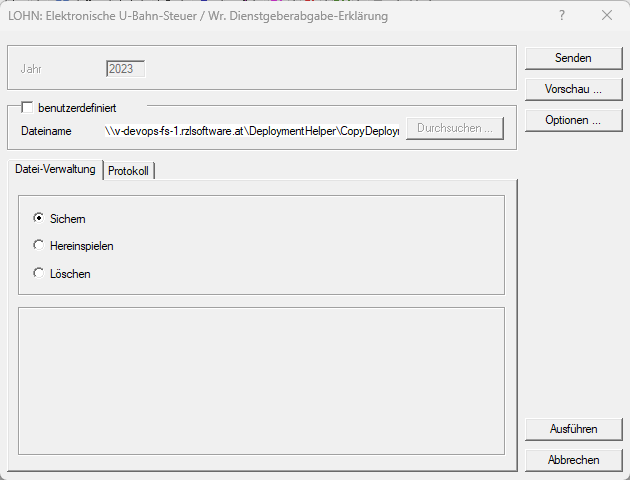 LOHN: Elektronische U-Bahn-Steuer / Wr. Dienstgeberabgabe-Erklärung
Jahr 2023
Senden
Vorschau ...
Optionen ...
benutzerdefiniert
Dateiname \\v-devops-fs-1.rzlsoftware.at\DeploymentHelper\CopyDeployr Durchsuchen ...
Datei-Verwaltung Protokoll
Sichern
Hereinspielen
Löschen
Ausführen
Abbrechen